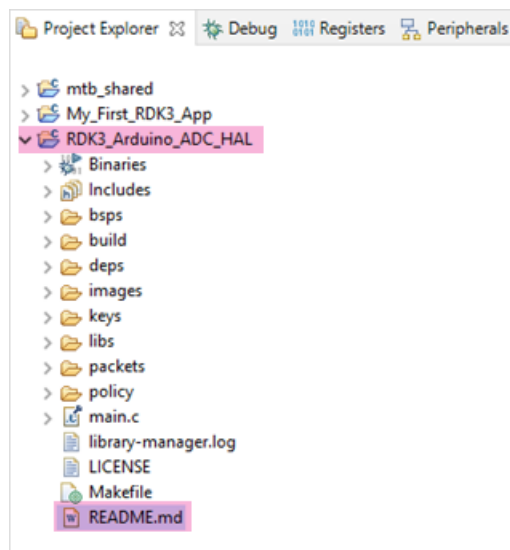 Project Explorer Debug Registers Peripherals
mtb_shared
My_First_RDK3_App
RDK3_Arduino_ADC_HAL
Binaries
Includes
bsps
build
deps
images
keys
libs
packets
policy
main.c
library-manager.log
LICENSE
Makefile
README.md